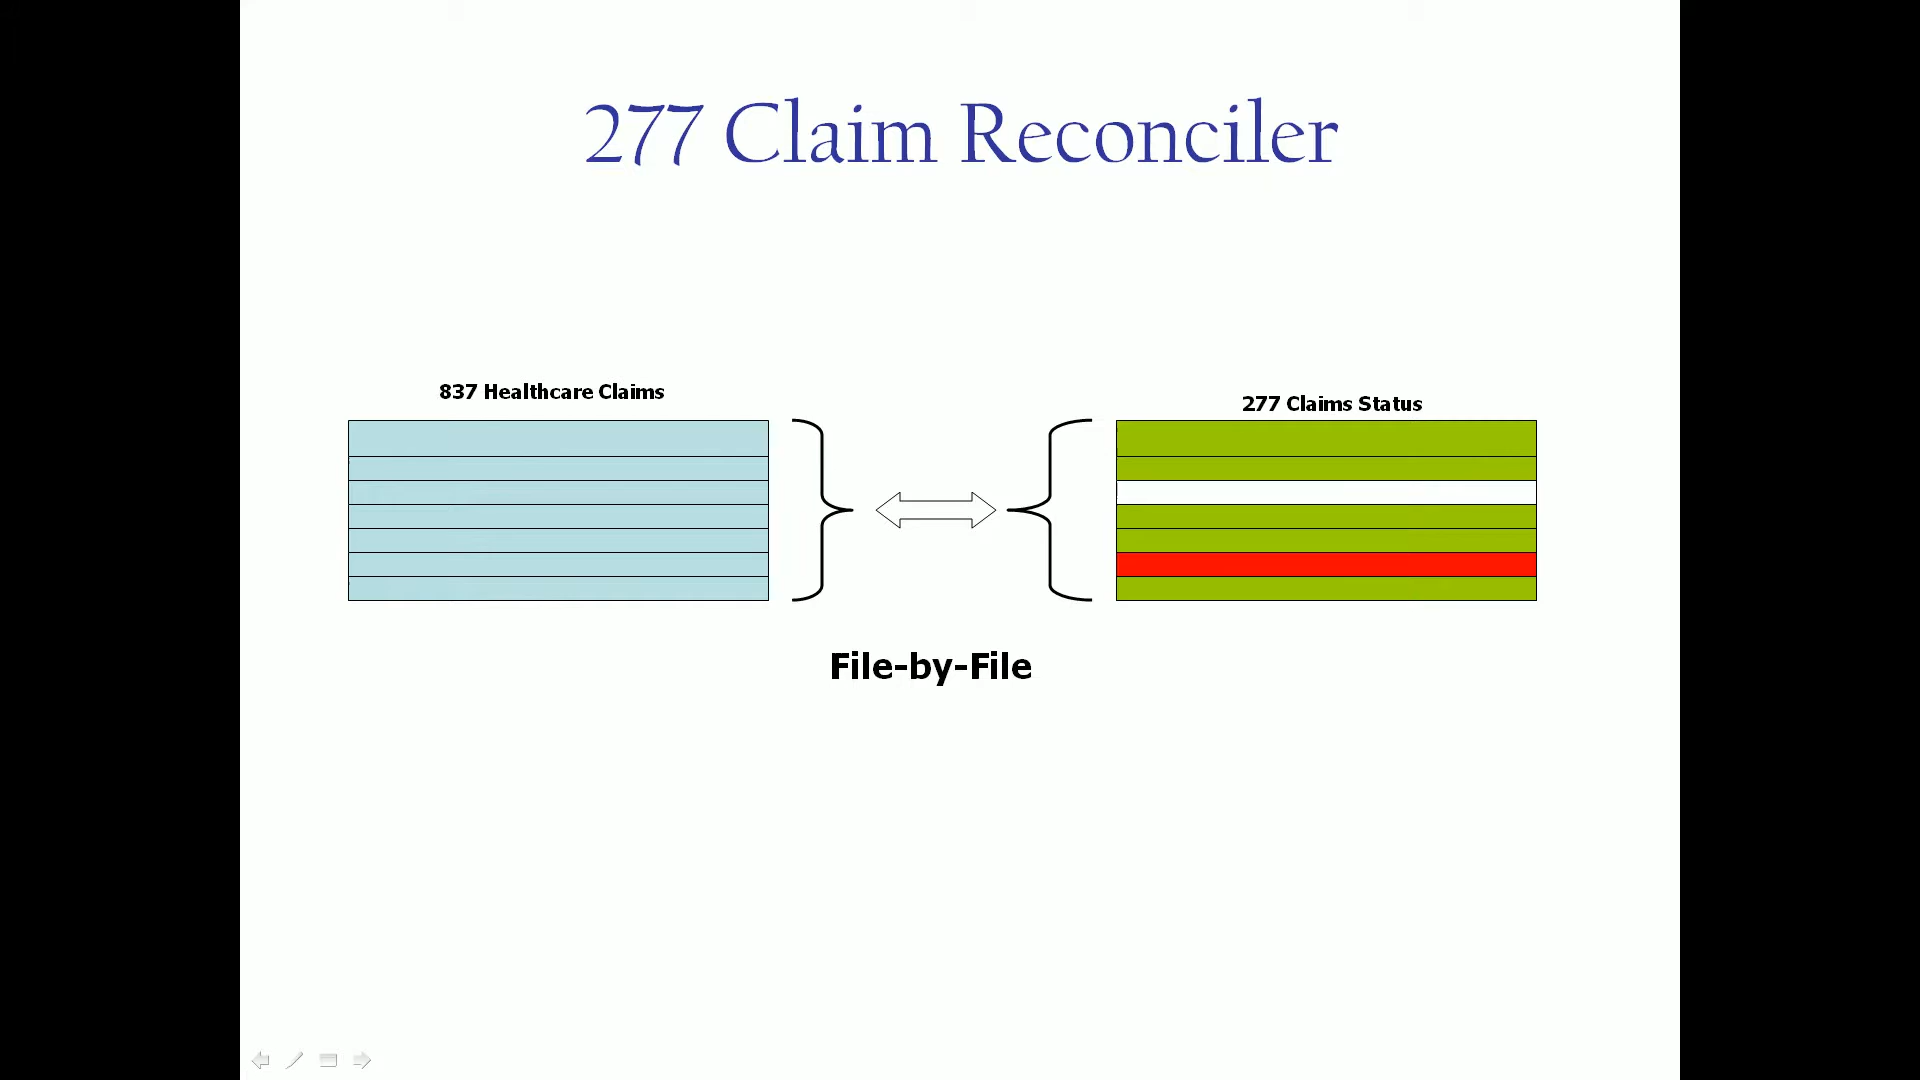 277 Claim Reconciler
837 Healthcare Claims
277 Claims Status
File-by-File